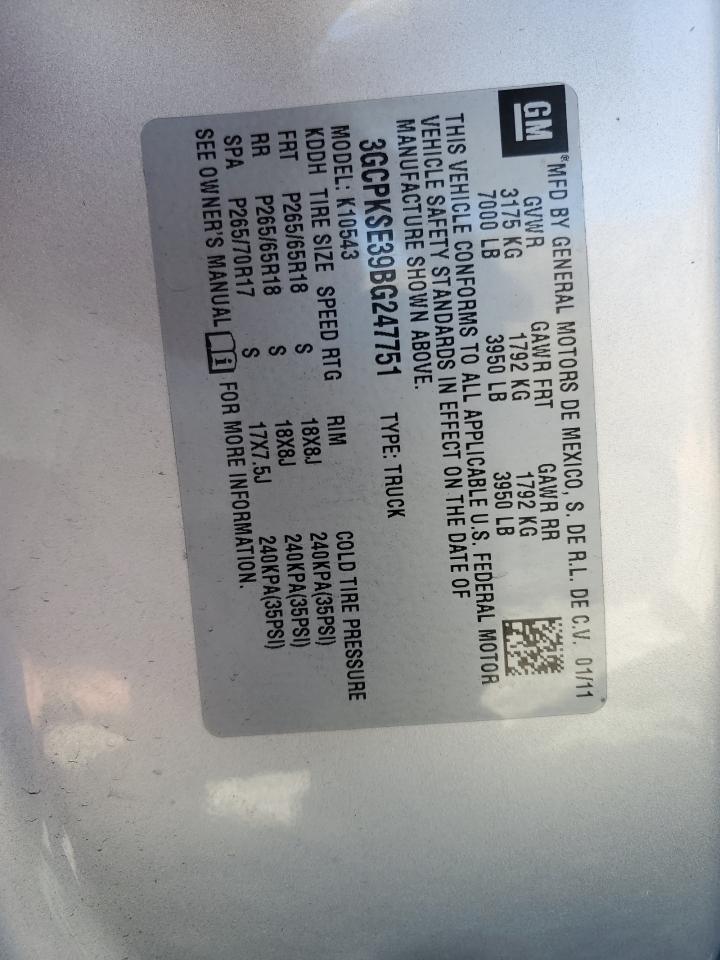 GM
®MFD BY GENERAL MOTORS DE MEXICO, S. DE R.L. DE C.V. 01/11
GVWR GAWR FRT GAWR RR
3175 KG 1792 KG 1792 KG
7000 LB 3950 LB 3950 LB
THIS VEHICLE CONFORMS TO ALL APPLICABLE U.S. FEDERAL MOTOR
VEHICLE SAFETY STANDARDS IN EFFECT ON THE DATE OF
MANUFACTURE SHOWN ABOVE.
3GCPKSE39BG247751 TYPE: TRUCK
MODEL: K10543
KDDH TIRE SIZE SPEED RTG RIM COLD TIRE PRESSURE
FRT P265/65R18 S 18X8J 240KPA(35PSI)
RR P265/65R18 S 18X8J 240KPA(35PSI)
SPA P265/70R17 S 17X7.5J 240KPA(35PSI)
SEE OWNER'S MANUAL FOR MORE INFORMATION.